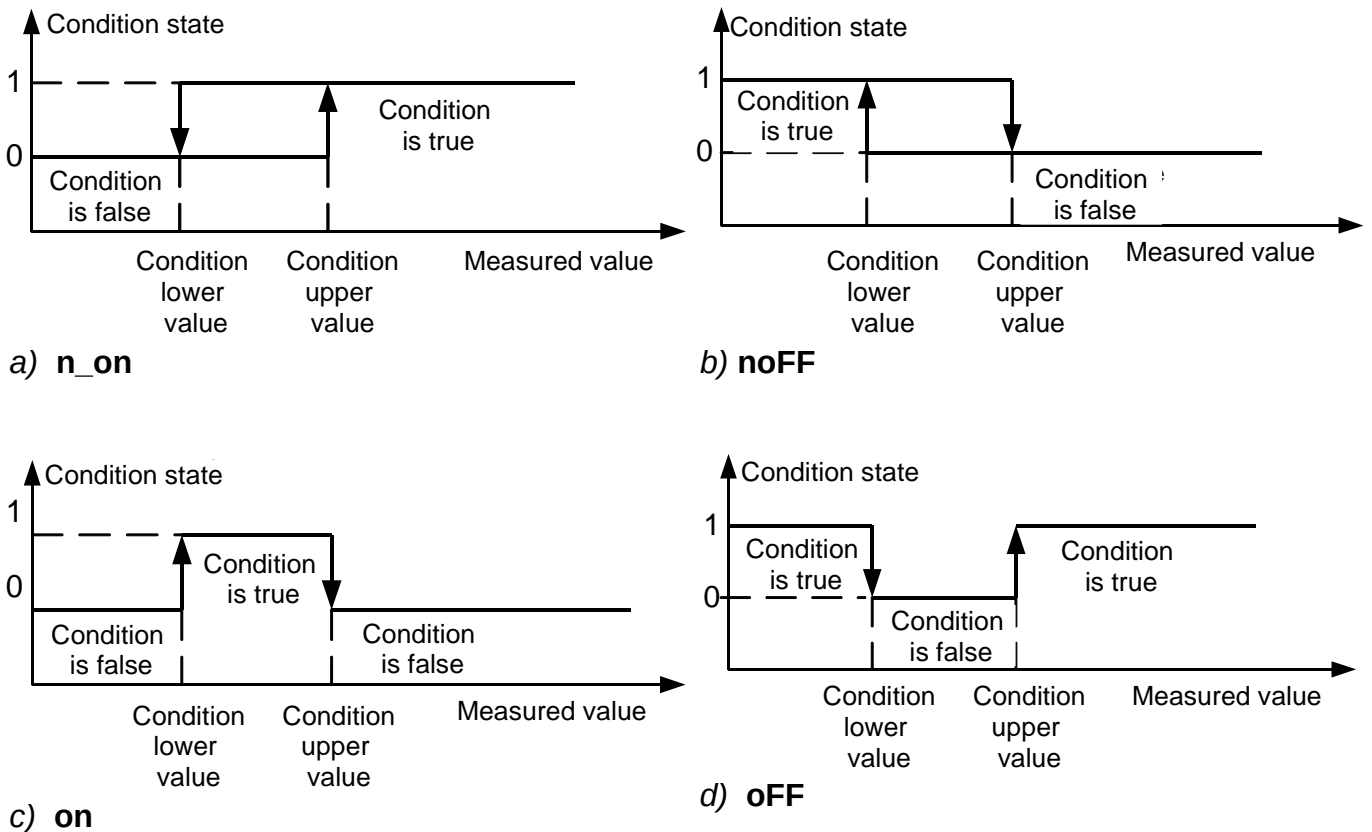 Condition state
1
0
Condition
is true
Condition
is false
Condition
lower
value
Condition
upper
value
Measured value
a) n_on
Condition state
1
0
Condition
is true
Condition
is false
Condition
lower
value
Condition
upper
value
Measured value
b) noFF
Condition state
1
0
Condition
is true
Condition
is false
Condition
is false
Condition
lower
value
Condition
upper
value
Measured value
c) on
Condition state
1
0
Condition
is true
Condition
is true
Condition
is false
Condition
lower
value
Condition
upper
value
Measured value
d) oFF